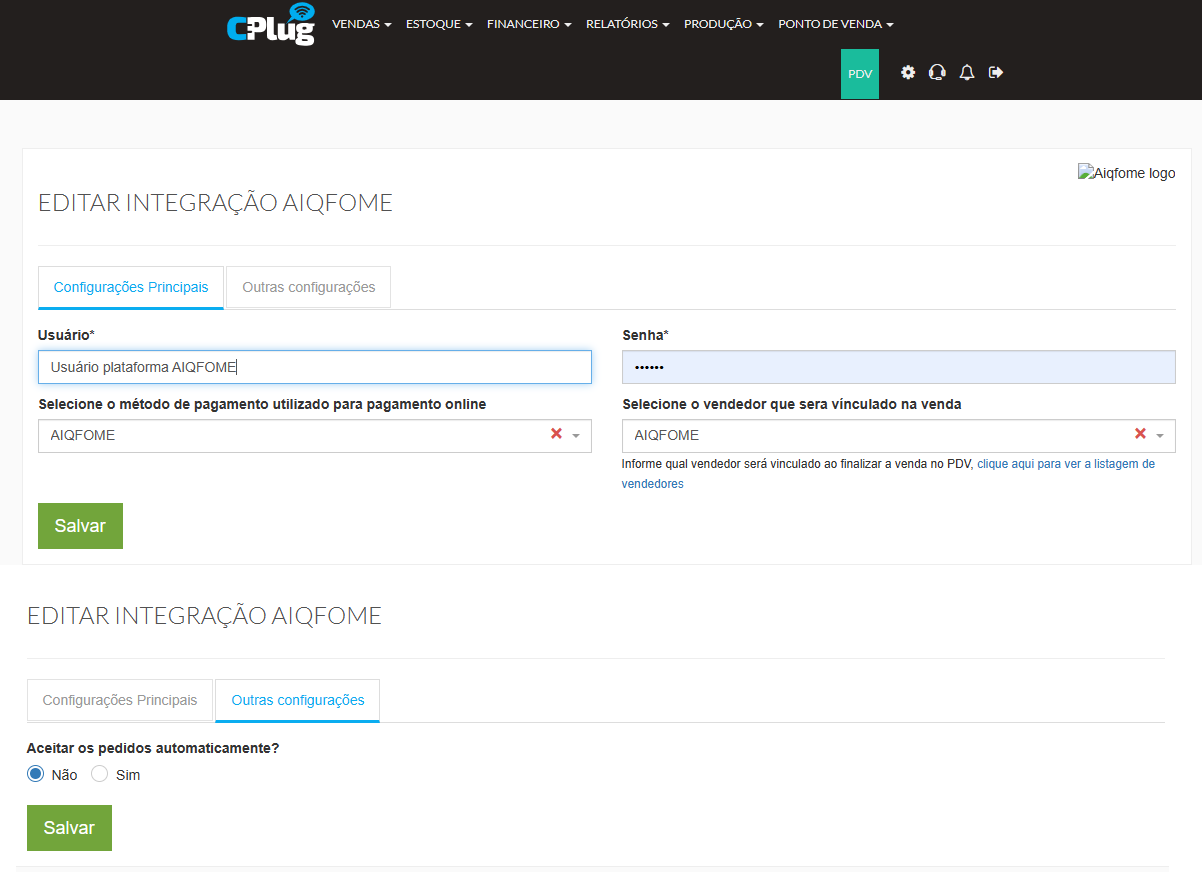 CPlug
VENDAS ESTOQUE FINANCEIRO RELATÓRIOS PRODUÇÃO PONTO DE VENDA
PDV
Aiqfome logo
EDITAR INTEGRAÇÃO AIQFOME
Configurações Principais Outras configurações
Usuário* Senha*
Usuário plataforma AIQFOME ••••••
Selecione o método de pagamento utilizado para pagamento online Selecione o vendedor que sera vínculado na venda
AIQFOME AIQFOME
Informe qual vendedor será vinculado ao finalizar a venda no PDV, clique aqui para ver a listagem de
vendedores
Salvar
EDITAR INTEGRAÇÃO AIQFOME
Configurações Principais Outras configurações
Aceitar os pedidos automaticamente?
Não Sim
Salvar